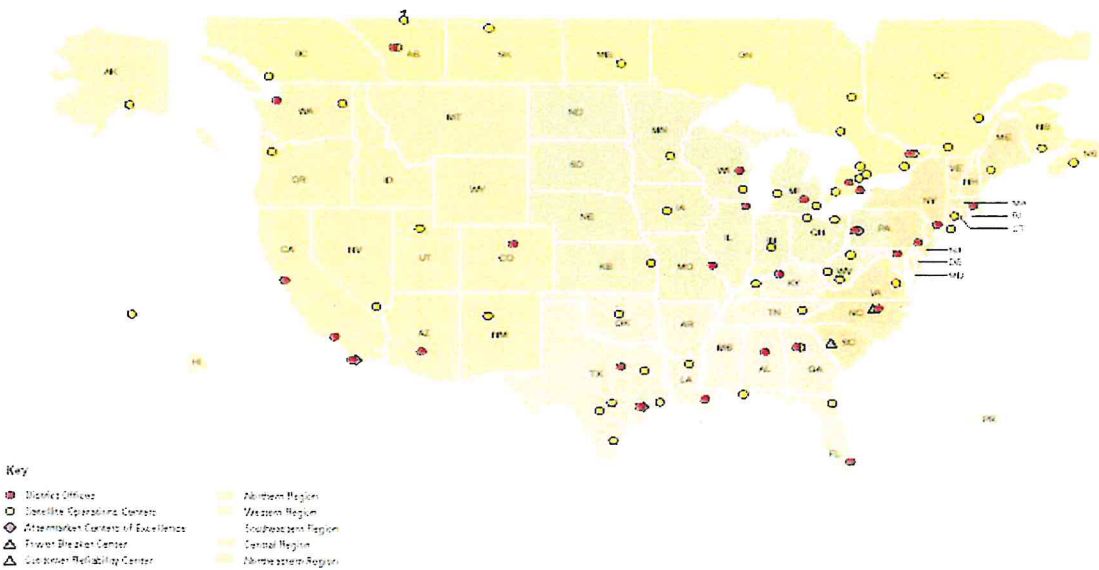 AK
BC
AB
SK
MB
ON
QC
NB
NS
ME
WA
MT
ND
MN
OR
ID
WY
SD
WI
MI
VE
NH
NY
MA
RI
CT
CA
NV
UT
CO
NE
IA
IL
IN
OH
PA
KS
MO
KY
WV
VA
NJ
DE
MD
AZ
NM
OK
AR
TN
NC
SC
HI
TX
LA
MS
AL
GA
FL
PR
Key
District Offices
Satellite Operations Centers
Aftermarket Centers of Excellence
Power Breaker Center
Customer Reliability Center
Northern Region
Western Region
Southeastern Region
Central Region
Northeastern Region